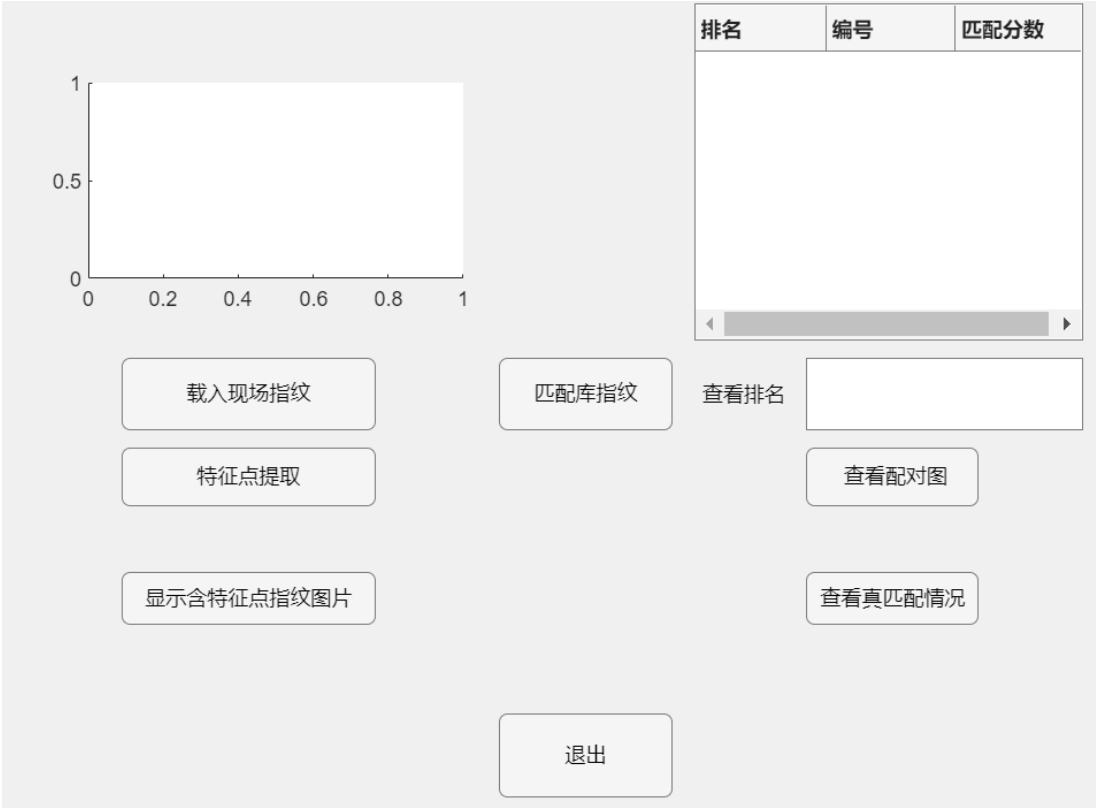 排名 编号 匹配分数
1
0.5
0
0 0.2 0.4 0.6 0.8 1
载入现场指纹 匹配库指纹 查看排名
特征点提取 查看配对图
显示含特征点指纹图片 查看真匹配情况
退出